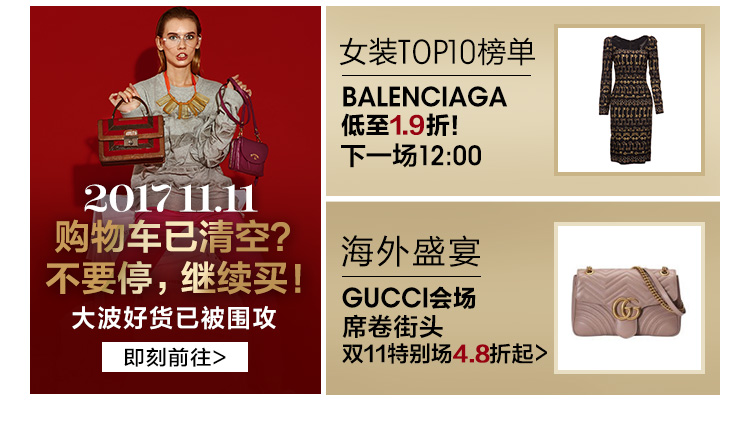 2017 11.11
购物车已清空?
不要停，继续买!
大波好货已被围攻
即刻前往>
女装TOP10榜单
BALENCIAGA
低至1.9折!
下一场12:00
海外盛宴
GUCCI会场
席卷街头
双11特别场4.8折起>